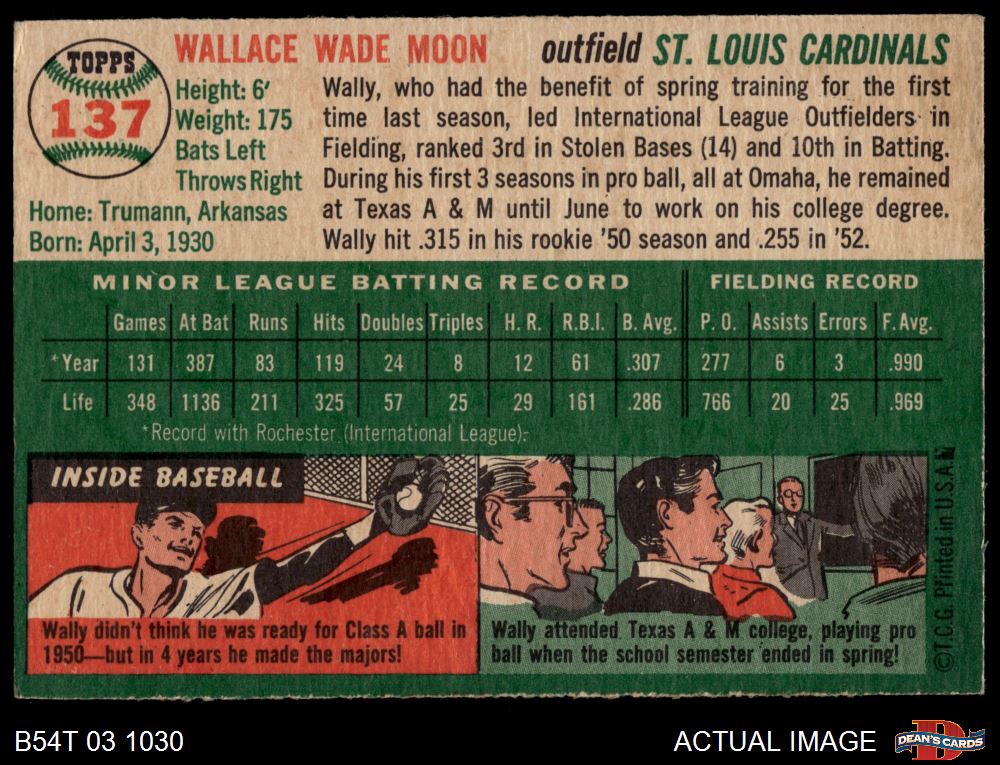 TOPPS
137
WALLACE WADE MOON outfield ST. LOUIS CARDINALS
Height: 6'
Weight: 175
Bats Left
Throws Right
Home: Trumann, Arkansas
Born: April 3, 1930
Wally, who had the benefit of spring training for the first
time last season, led International League Outfielders in
Fielding, ranked 3rd in Stolen Bases (14) and 10th in Batting.
During his first 3 seasons in pro ball, all at Omaha, he remained
at Texas A & M until June to work on his college degree.
Wally hit .315 in his rookie '50 season and .255 in '52.
MINOR LEAGUE BATTING RECORD FIELDING RECORD
Games At Bat Runs Hits Doubles Triples H. R. R.B.I. B. Avg. P. O. Assists Errors F. Avg.
*Year 131 387 83 119 24 8 12 61 .307 277 6 3 .990
Life 348 1136 211 325 57 25 29 161 .286 766 20 25 .969
*Record with Rochester (International League).
INSIDE BASEBALL
Wally didn't think he was ready for Class A ball in
1950—but in 4 years he made the majors!
Wally attended Texas A & M college, playing pro
ball when the school semester ended in spring!
©T.C.G. Printed in U.S.A.
B54T 03 1030
ACTUAL IMAGE
DEAN'S CARDS